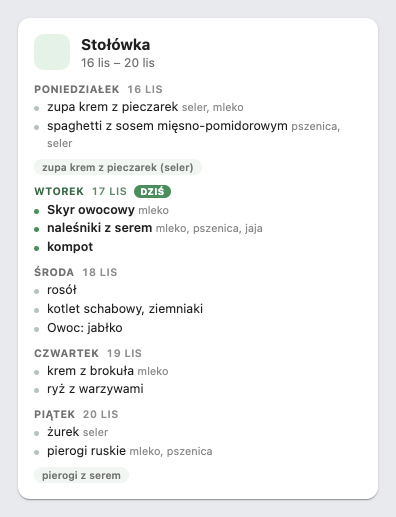 Stołówka
16 lis – 20 lis
PONIEDZIAŁEK 16 LIS
zupa krem z pieczarek seler, mleko
spaghetti z sosem mięsno-pomidorowym pszenica,
seler
zupa krem z pieczarek (seler)
WTOREK 17 LIS DZIŚ
Skyr owocowy mleko
naleśniki z serem mleko, pszenica, jaja
kompot
ŚRODA 18 LIS
rosół
kotlet schabowy, ziemniaki
Owoc: jabłko
CZWARTEK 19 LIS
krem z brokuła mleko
ryż z warzywami
PIĄTEK 20 LIS
żurek seler
pierogi ruskie mleko, pszenica
pierogi z serem